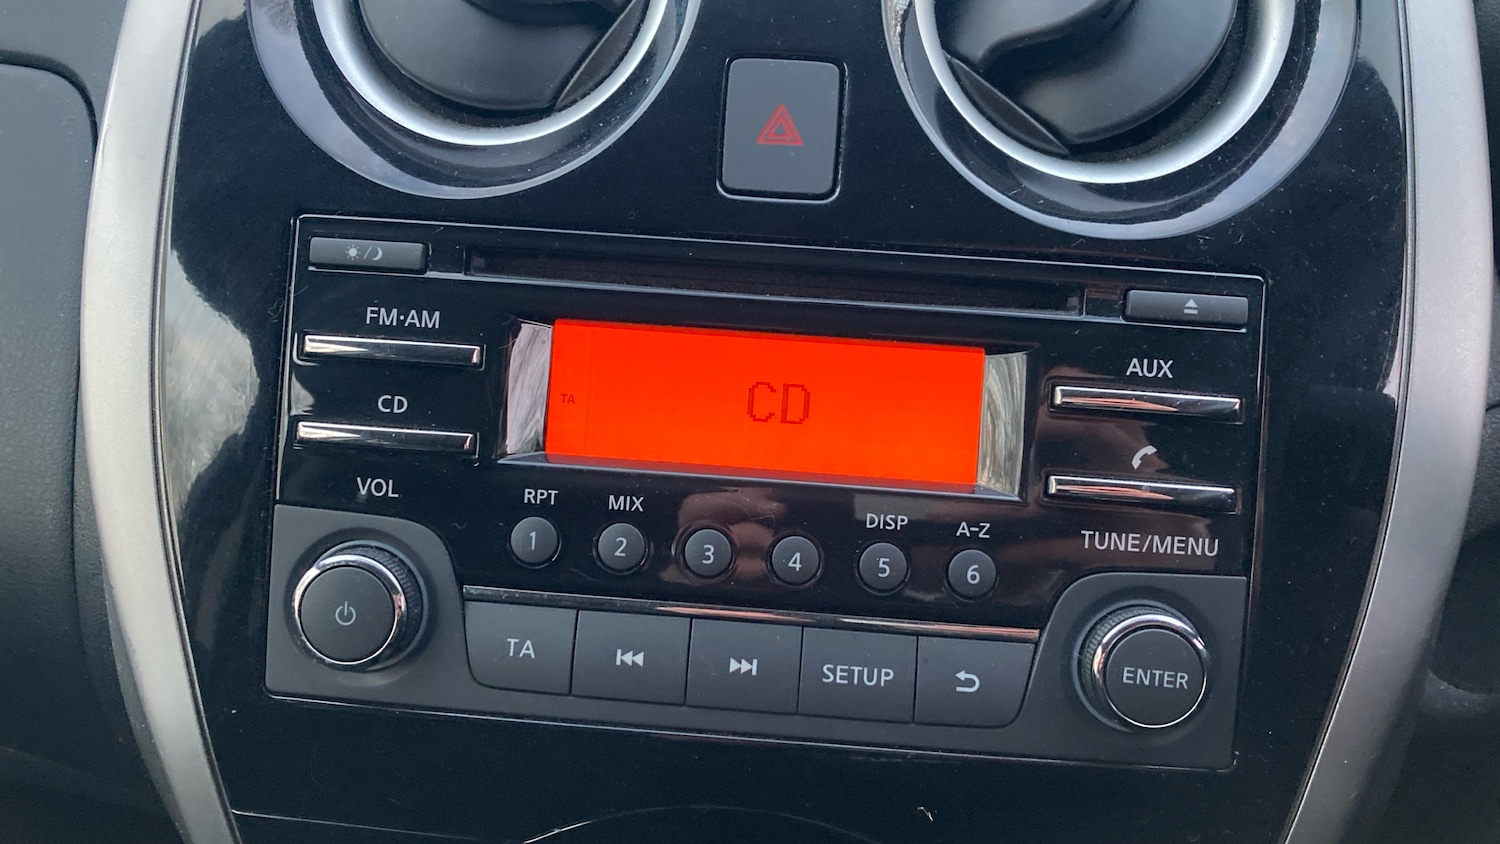 FM·AM
CD
VOL
TA
CD
AUX
RPT
MIX
DISP
A-Z
TUNE/MENU
1
2
3
4
5
6
TA
SETUP
ENTER